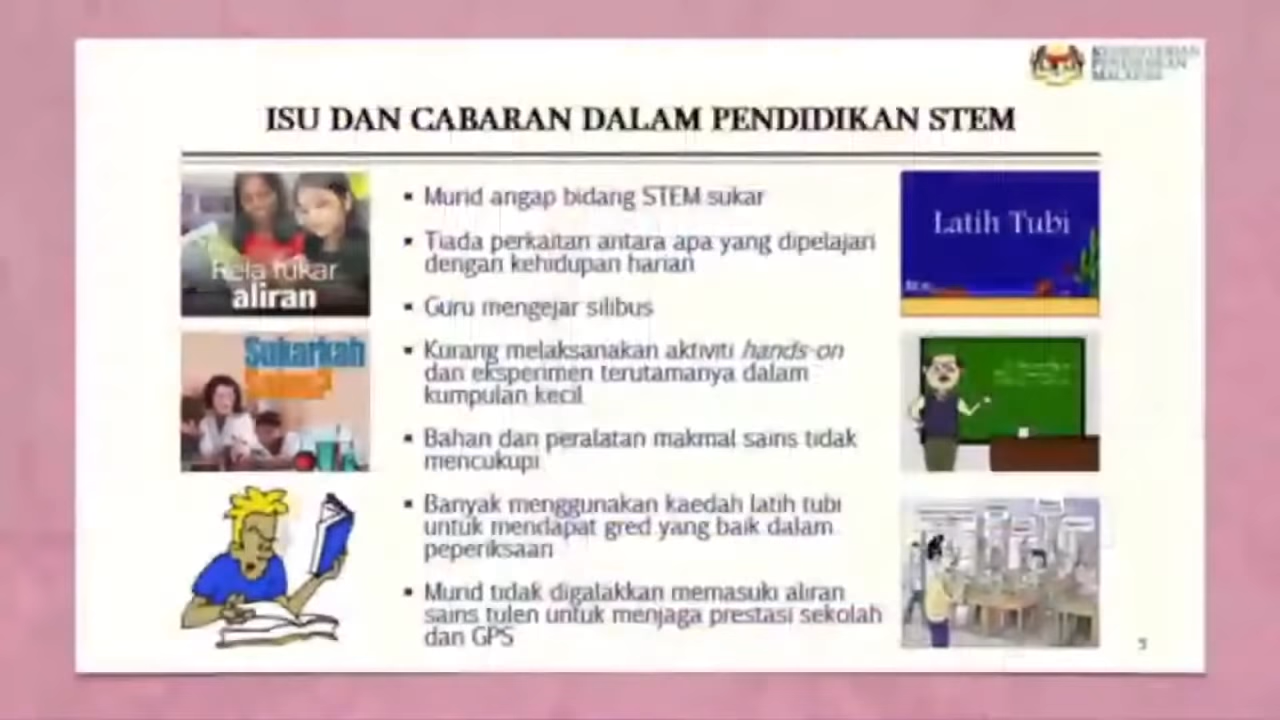 KEMENTERIAN
PENDIDIKAN
MALAYSIA
ISU DAN CABARAN DALAM PENDIDIKAN STEM
Rela tukar
aliran
Sukarkah
▪ Murid angap bidang STEM sukar
▪ Tiada perkaitan antara apa yang dipelajari
dengan kehidupan harian
▪ Guru mengejar silibus
▪ Kurang melaksanakan aktiviti hands-on
dan eksperimen terutamanya dalam
kumpulan kecil
▪ Bahan dan peralatan makmal sains tidak
mencukupi
▪ Banyak menggunakan kaedah latih tubi
untuk mendapat gred yang baik dalam
peperiksaan
▪ Murid tidak digalakkan memasuki aliran
sains tulen untuk menjaga prestasi sekolah
dan GPS
Latih Tubi